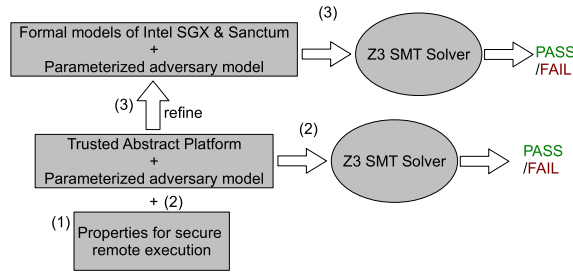 (3)
Formal models of Intel SGX & Sanctum
+
Parameterized adversary model
Z3 SMT Solver
PASS
/FAIL
(3)
refine
(2)
Trusted Abstract Platform
+
Parameterized adversary model
Z3 SMT Solver
PASS
/FAIL
+ (2)
(1)
Properties for secure
remote execution